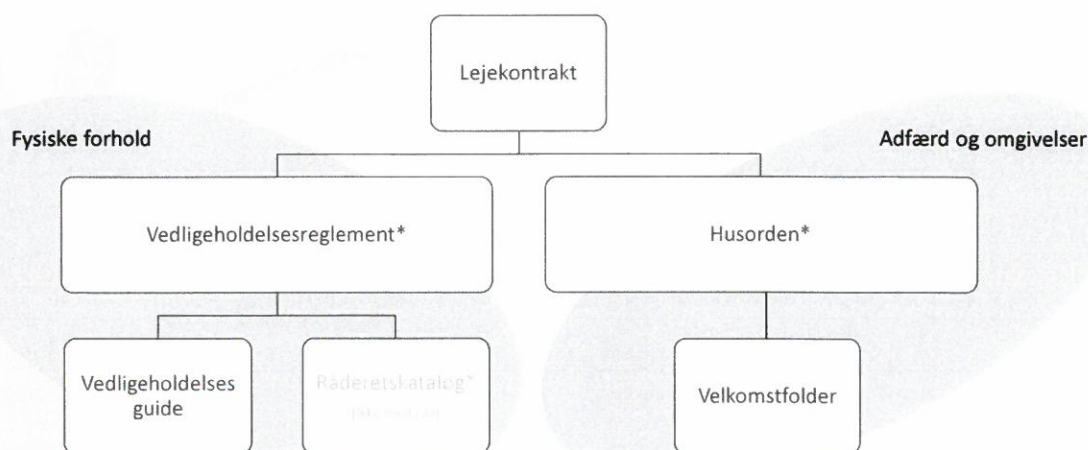 Lejekontrakt
Fysiske forhold
Adfærd og omgivelser
Vedligeholdelsesreglement*
Husorden*
Vedligeholdelses
guide
Råderetskatalog*
Velkomstfolder